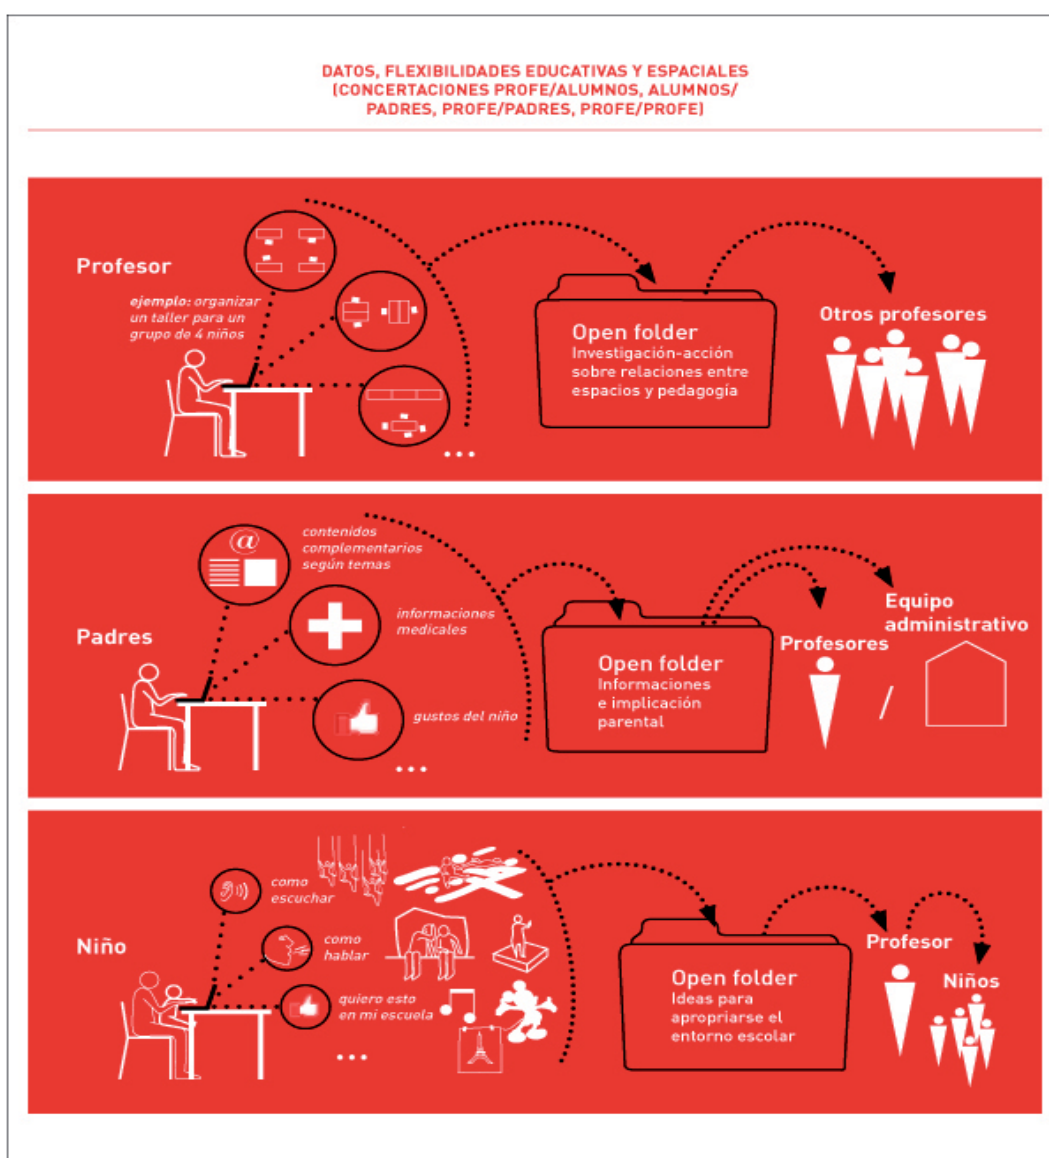 DATOS, FLEXIBILIDADES EDUCATIVAS Y ESPACIALES
(CONCERTACIONES PROFE/ALUMNOS, ALUMNOS/
PADRES, PROFE/PADRES, PROFE/PROFE)
Profesor
ejemplo: organizar
un taller para un
grupo de 4 niños
...
Open folder
Investigación-acción
sobre relaciones entre
espacios y pedagogía
Otros profesores
Padres
@
contenidos
complementarios
según temas
informaciones
medicales
gustos del niño
...
Open folder
Informaciones
e implicación
parental
Profesores
/
Equipo
administrativo
Niño
como
escuchar
como
hablar
quiero esto
en mi escuela
...
Open folder
Ideas para
apropriarse el
entorno escolar
Profesor
Niños